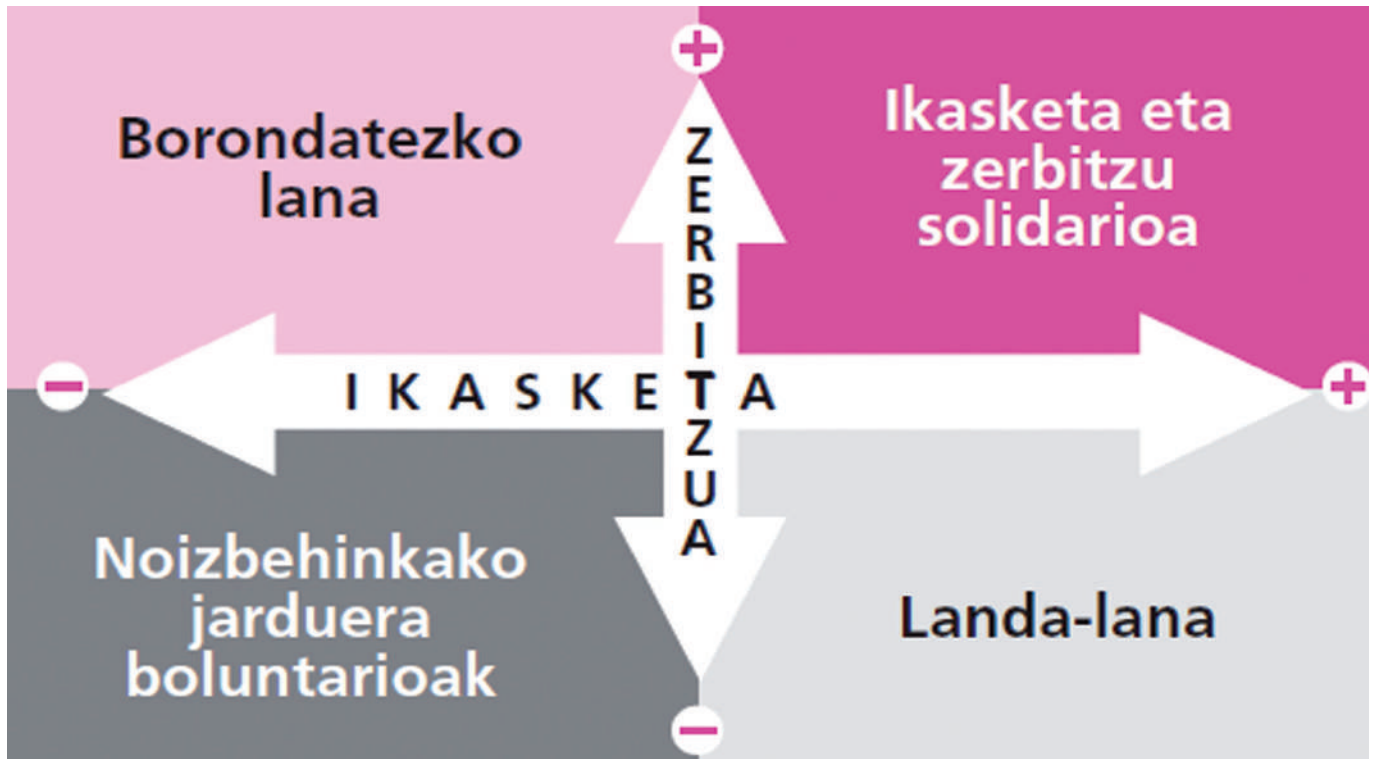 +
Borondatezko
lana
Ikasketa eta
zerbitzu
solidarioa
ZERBITZUA
−
IKASKETA
+
Noizbehinkako
jarduera
boluntarioak
Landa-lana
−